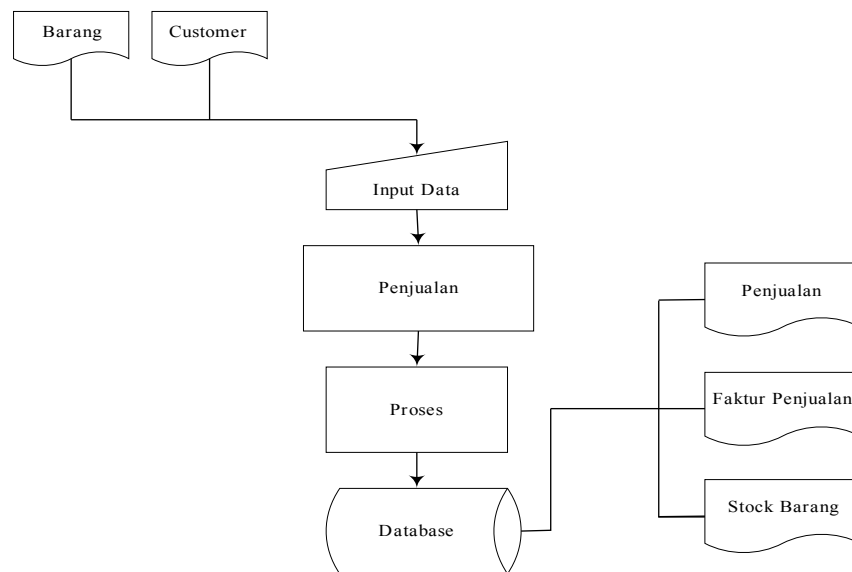 Barang
Customer
Input Data
Penjualan
Proses
Database
Penjualan
Faktur Penjualan
Stock Barang